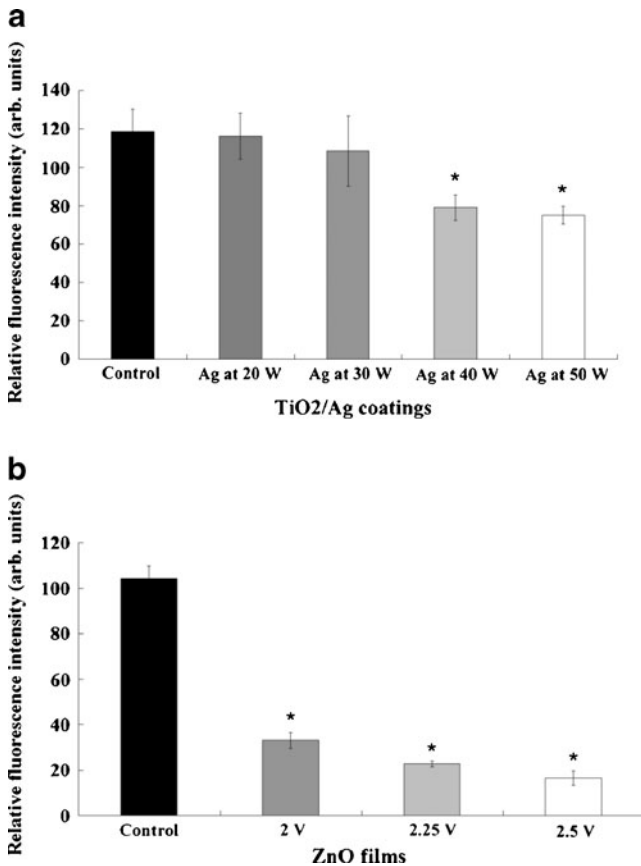 a
Relative fluorescence intensity (arb. units)
140
120
100
80
60
40
20
0
*
*
Control
Ag at 20 W
Ag at 30 W
Ag at 40 W
Ag at 50 W
TiO2/Ag coatings
b
Relative fluorescence intensity (arb. units)
120
100
80
60
40
20
0
*
*
*
Control
2 V
2.25 V
2.5 V
ZnO films